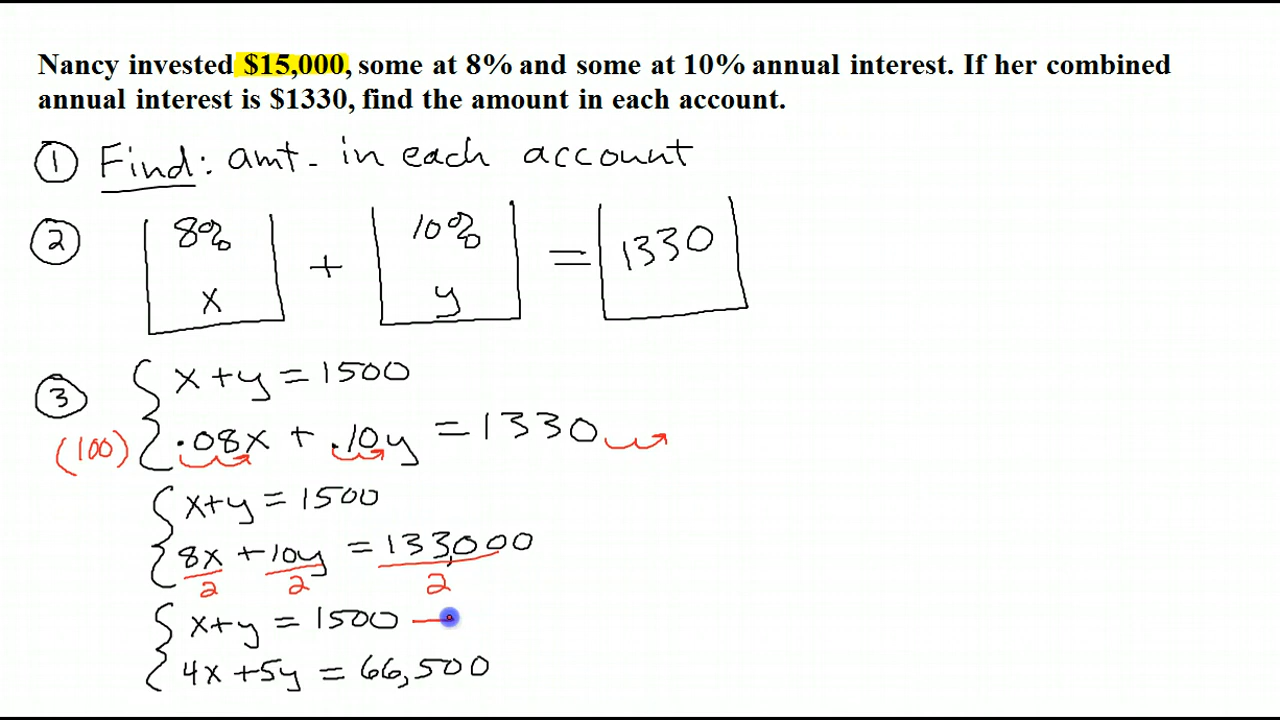 Nancy invested $15,000, some at 8% and some at 10% annual interest. If her combined
annual interest is $1330, find the amount in each account.
① Find: amt. in each account
② 8% x + 10% y = 1330
③ { x + y = 1500
(100) .08x + .10y = 1330
{ x + y = 1500
8x/2 + 10y/2 = 133,000/2
{ x + y = 1500
4x + 5y = 66,500